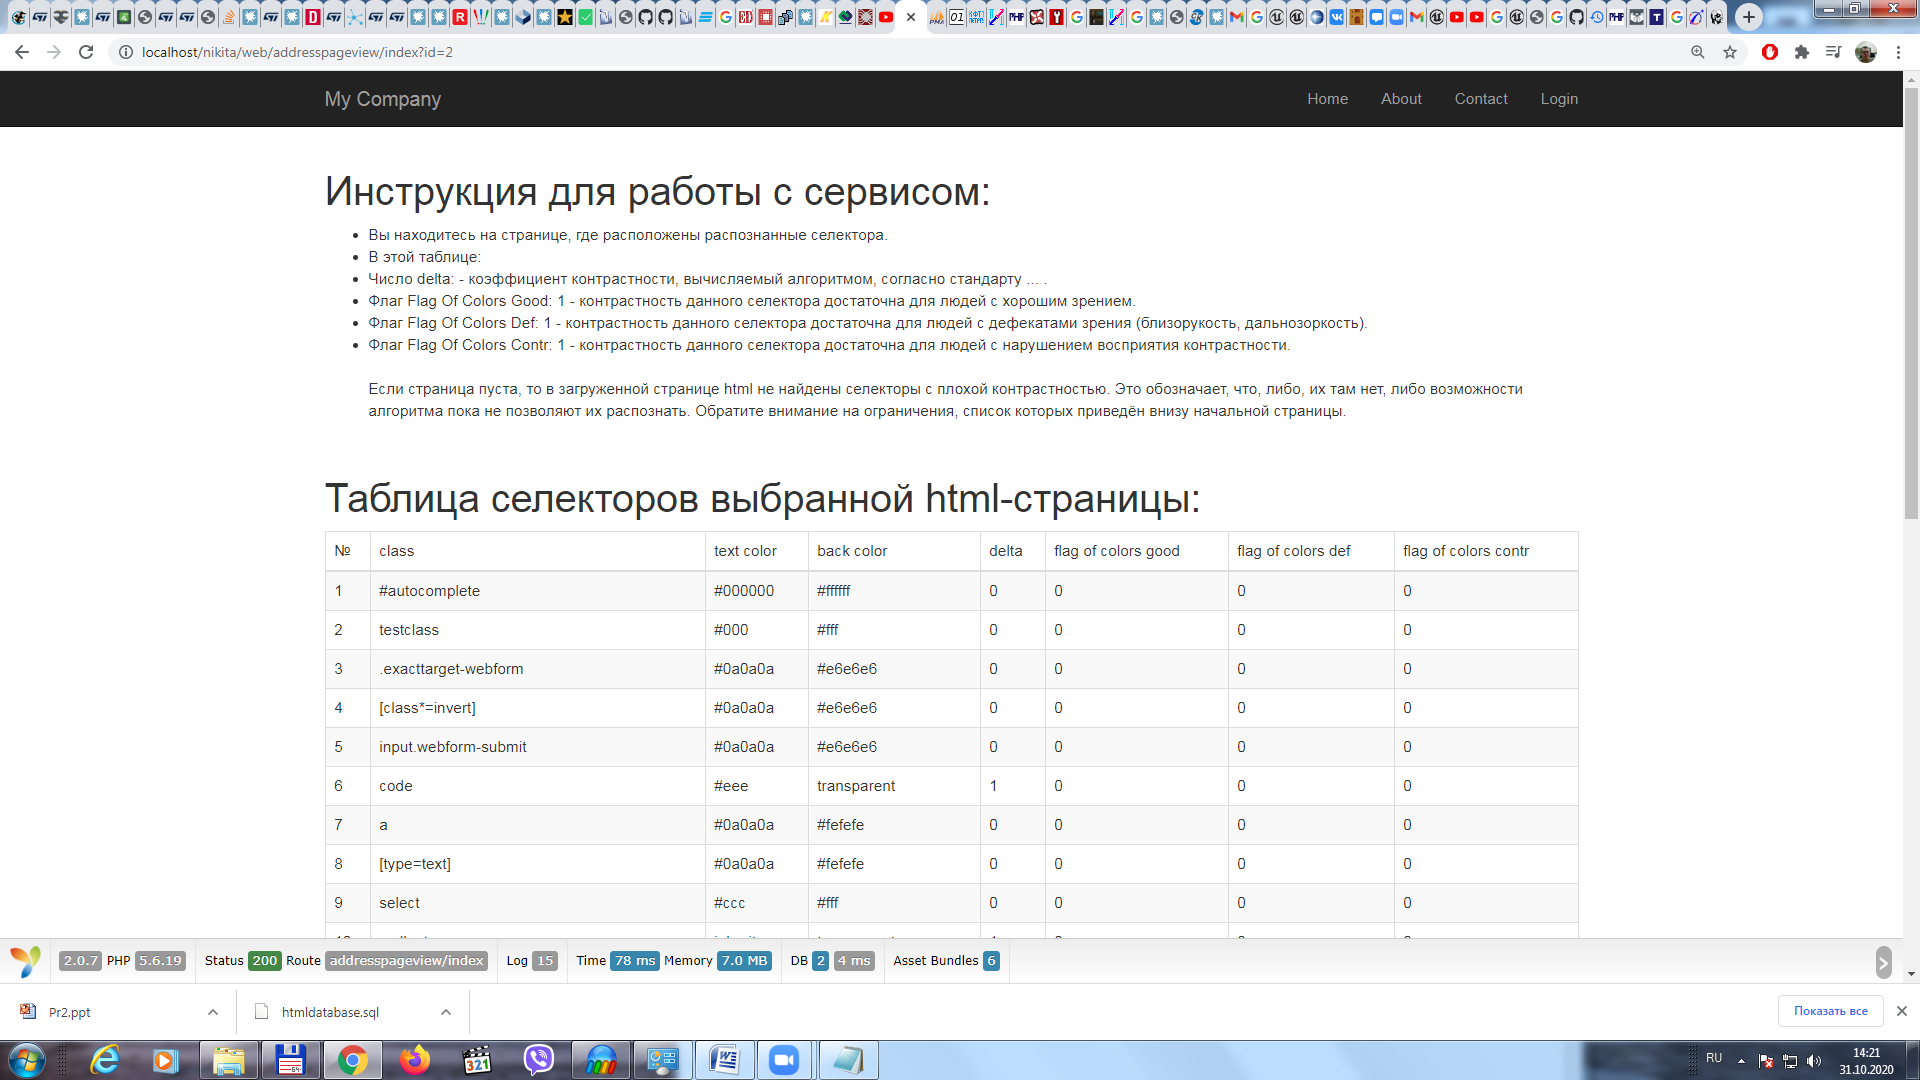 localhost/nikita/web/addresspageview/index?id=2
My Company
Home About Contact Login
Инструкция для работы с сервисом:
Вы находитесь на странице, где расположены распознанные селектора.
В этой таблице:
Число delta: - коэффициент контрастности, вычисляемый алгоритмом, согласно стандарту ... .
Флаг Flag Of Colors Good: 1 - контрастность данного селектора достаточна для людей с хорошим зрением.
Флаг Flag Of Colors Def: 1 - контрастность данного селектора достаточна для людей с дефекатами зрения (близорукость, дальнозоркость).
Флаг Flag Of Colors Contr: 1 - контрастность данного селектора достаточна для людей с нарушением восприятия контрастности.
Если страница пуста, то в загруженной странице html не найдены селекторы с плохой контрастностью. Это обозначает, что, либо, их там нет, либо возможности
алгоритма пока не позволяют их распознать. Обратите внимание на ограничения, список которых приведён внизу начальной страницы.
Таблица селекторов выбранной html-страницы:
№ class text color back color delta flag of colors good flag of colors def flag of colors contr
1 #autocomplete #000000 #ffffff 0 0 0 0
2 testclass #000 #fff 0 0 0 0
3 .exacttarget-webform #0a0a0a #e6e6e6 0 0 0 0
4 [class*=invert] #0a0a0a #e6e6e6 0 0 0 0
5 input.webform-submit #0a0a0a #e6e6e6 0 0 0 0
6 code #eee transparent 1 0 0 0
7 a #0a0a0a #fefefe 0 0 0 0
8 [type=text] #0a0a0a #fefefe 0 0 0 0
9 select #ccc #fff 0 0 0 0
2.0.7 PHP 5.6.19 Status 200 Route addresspageview/index Log 15 Time 78 ms Memory 7.0 MB DB 2 4 ms Asset Bundles 6
Pr2.ppt htmldatabase.sql Показать все
RU 14:21
31.10.2020